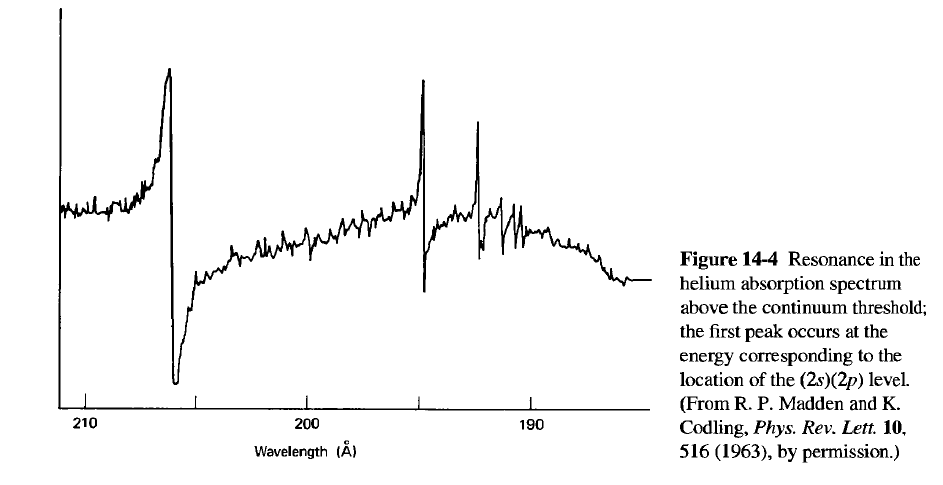 210
200
190
Wavelength (Å)
Figure 14-4 Resonance in the
helium absorption spectrum
above the continuum threshold;
the first peak occurs at the
energy corresponding to the
location of the (2s)(2p) level.
(From R. P. Madden and K.
Codling, Phys. Rev. Lett. 10,
516 (1963), by permission.)